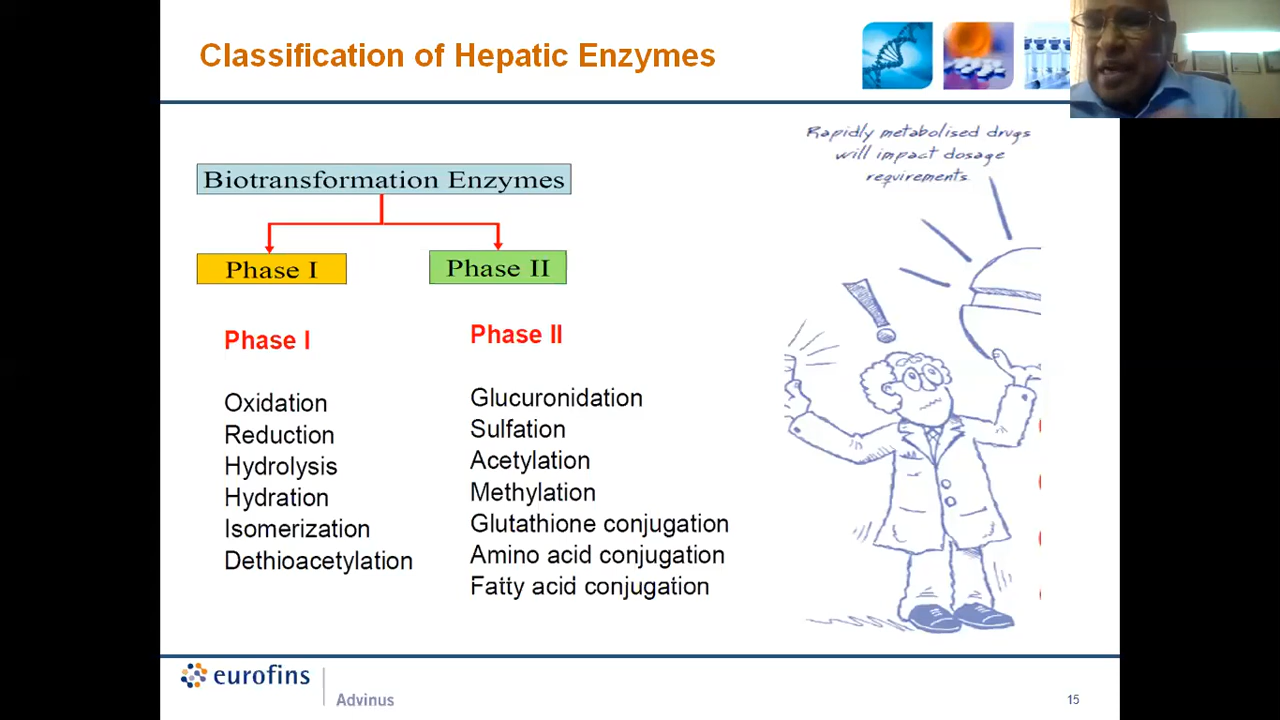 Classification of Hepatic Enzymes
Rapidly metabolised drugs
will impact dosage
requirements.
Biotransformation Enzymes
Phase I
Phase II
Phase I
Oxidation
Reduction
Hydrolysis
Hydration
Isomerization
Dethioacetylation
Phase II
Glucuronidation
Sulfation
Acetylation
Methylation
Glutathione conjugation
Amino acid conjugation
Fatty acid conjugation
!
eurofins
Advinus
15